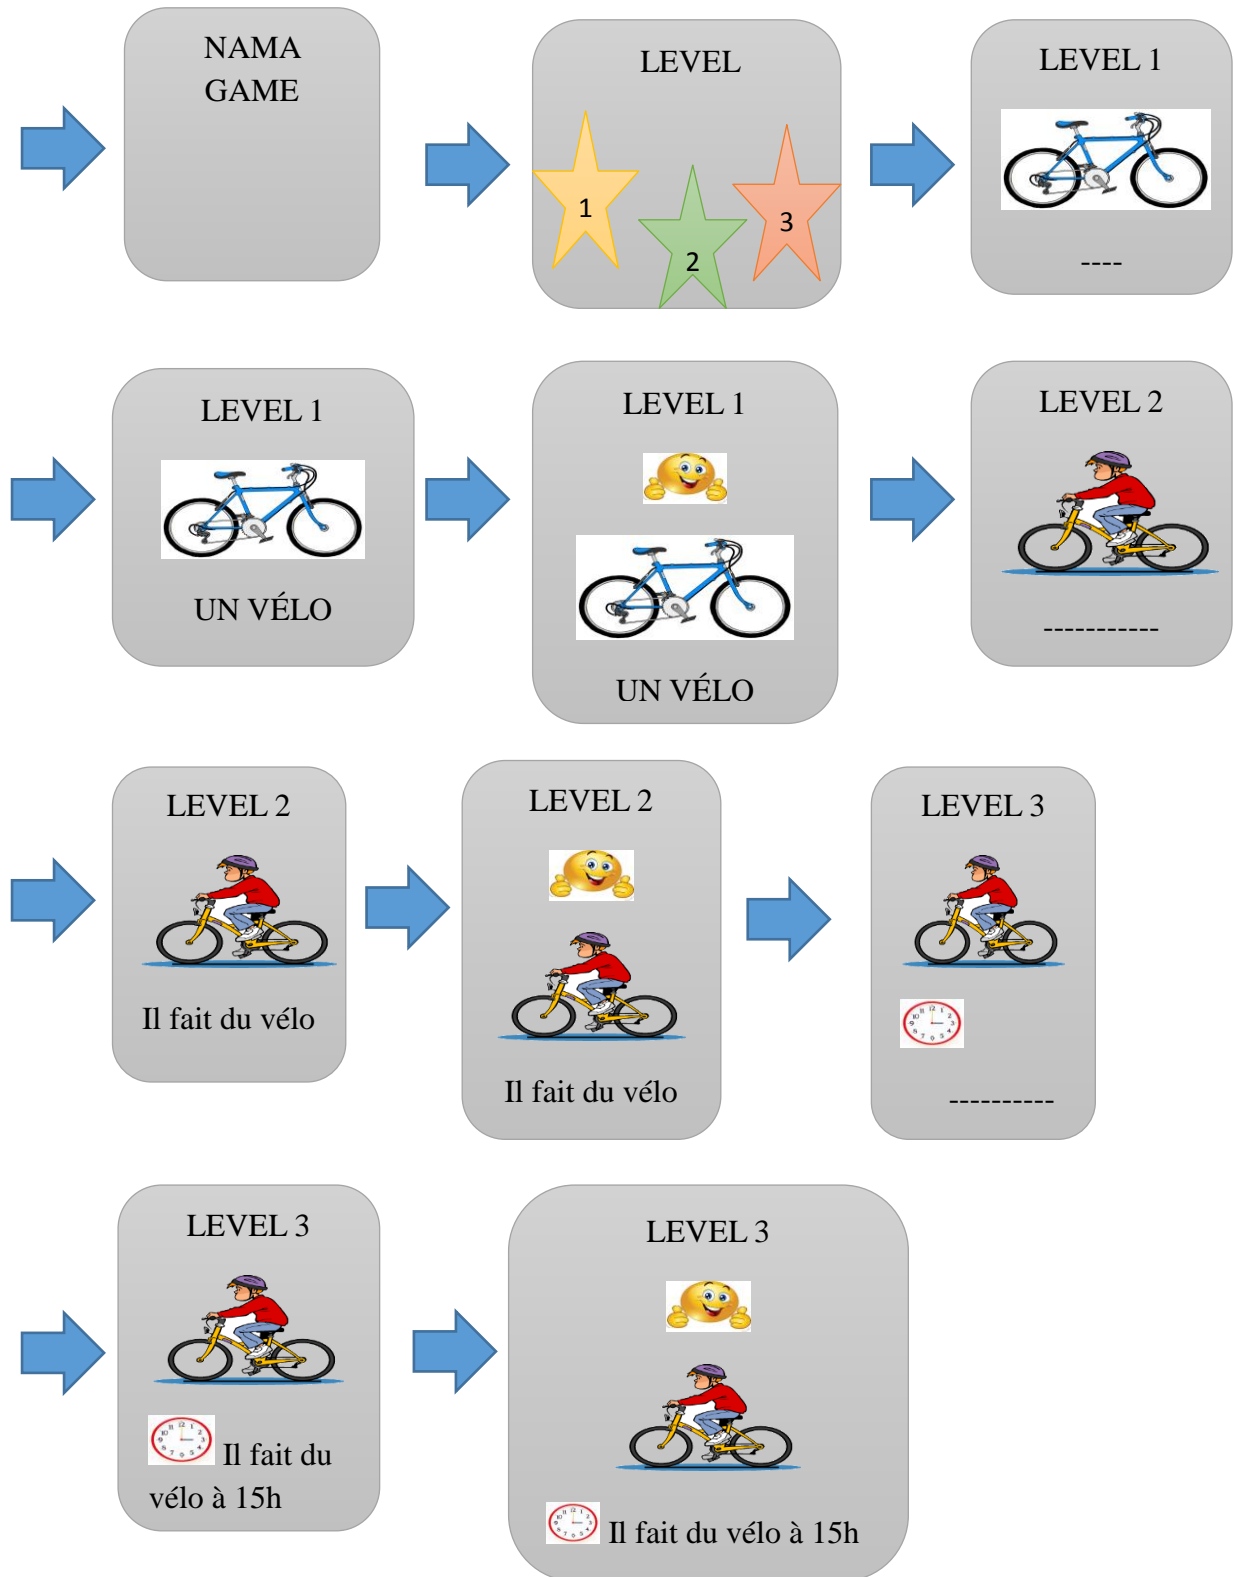 NAMA
GAME
LEVEL
1
2
3
LEVEL 1
----
LEVEL 1
UN VÉLO
LEVEL 1
UN VÉLO
LEVEL 2
-----------
LEVEL 2
Il fait du vélo
LEVEL 2
Il fait du vélo
LEVEL 3
----------
LEVEL 3
Il fait du
vélo à 15h
LEVEL 3
Il fait du vélo à 15h